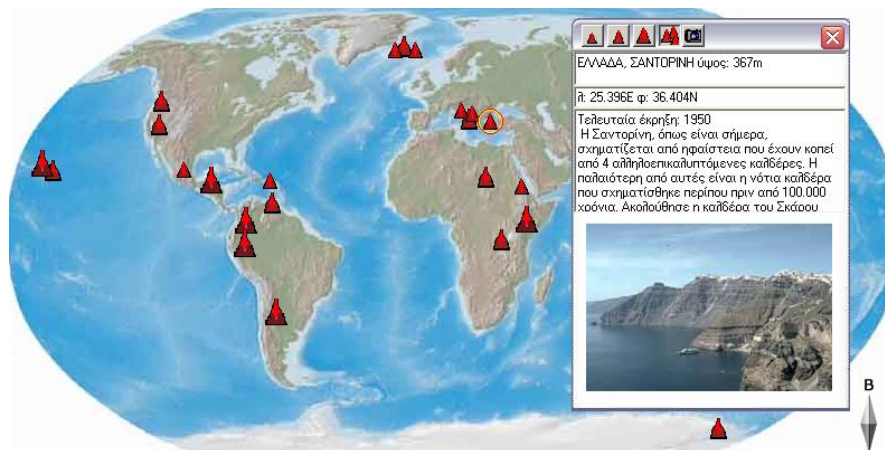 ΕΛΛΑΔΑ, ΣΑΝΤΟΡΙΝΗ ύψος: 367m
λ: 25.396E φ: 36.404N
Τελευταία έκρηξη: 1950
Η Σαντορίνη, όπως είναι σήμερα,
σχηματίζεται από ηφαίστεια που έχουν κοπεί
από 4 αλληλοεπικαλυπτόμενες καλδέρες. Η
παλαιότερη από αυτές είναι η νότια καλδέρα
που σχηματίσθηκε περίπου πριν από 100.000
χρόνια. Ακολούθησε η καλδέρα του Σκάρου
Β